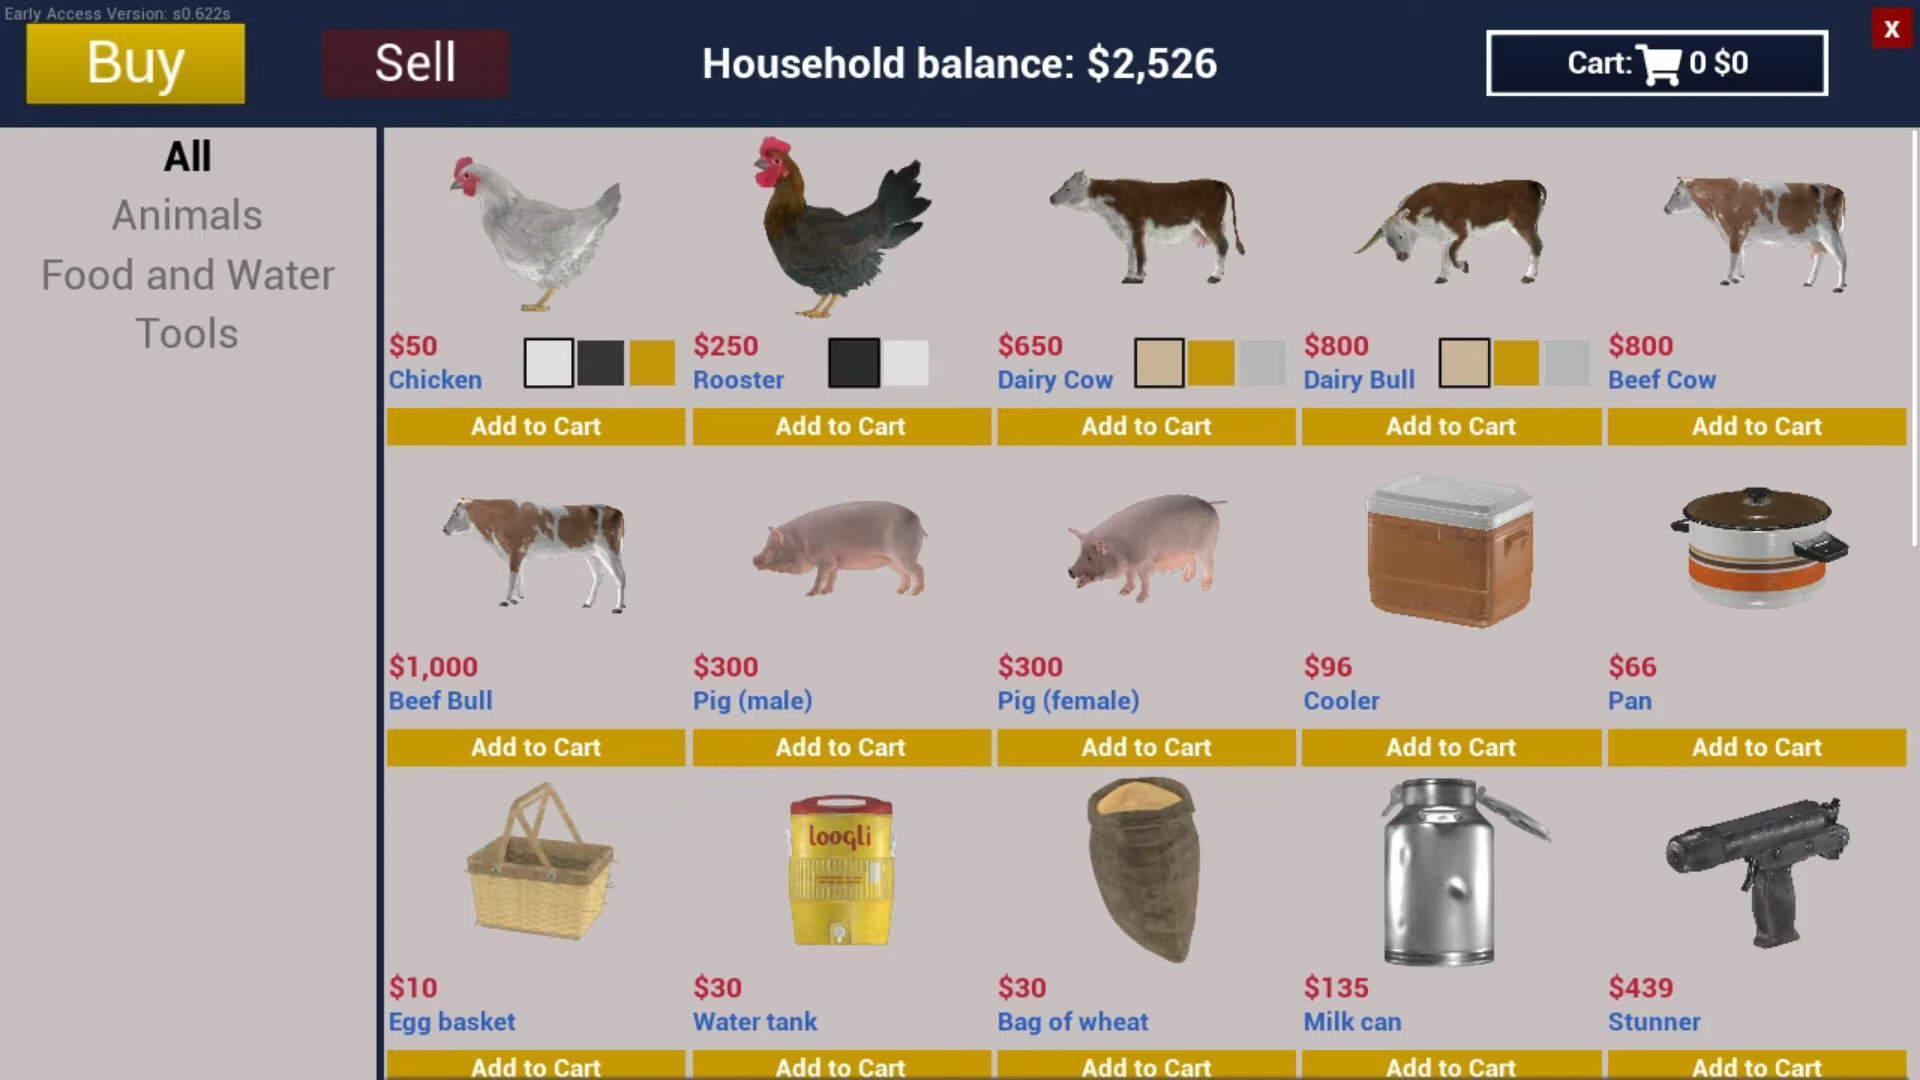 Early Access Version: s0.622s
Buy
Sell
Household balance: $2,526
Cart: 0 $0
X
All
Animals
Food and Water
Tools
$50
Chicken
Add to Cart
$250
Rooster
Add to Cart
$650
Dairy Cow
Add to Cart
$800
Dairy Bull
Add to Cart
$800
Beef Cow
Add to Cart
$1,000
Beef Bull
Add to Cart
$300
Pig (male)
Add to Cart
$300
Pig (female)
Add to Cart
$96
Cooler
Add to Cart
$66
Pan
Add to Cart
$10
Egg basket
Add to Cart
looqli
$30
Water tank
Add to Cart
$30
Bag of wheat
Add to Cart
$135
Milk can
Add to Cart
$439
Stunner
Add to Cart